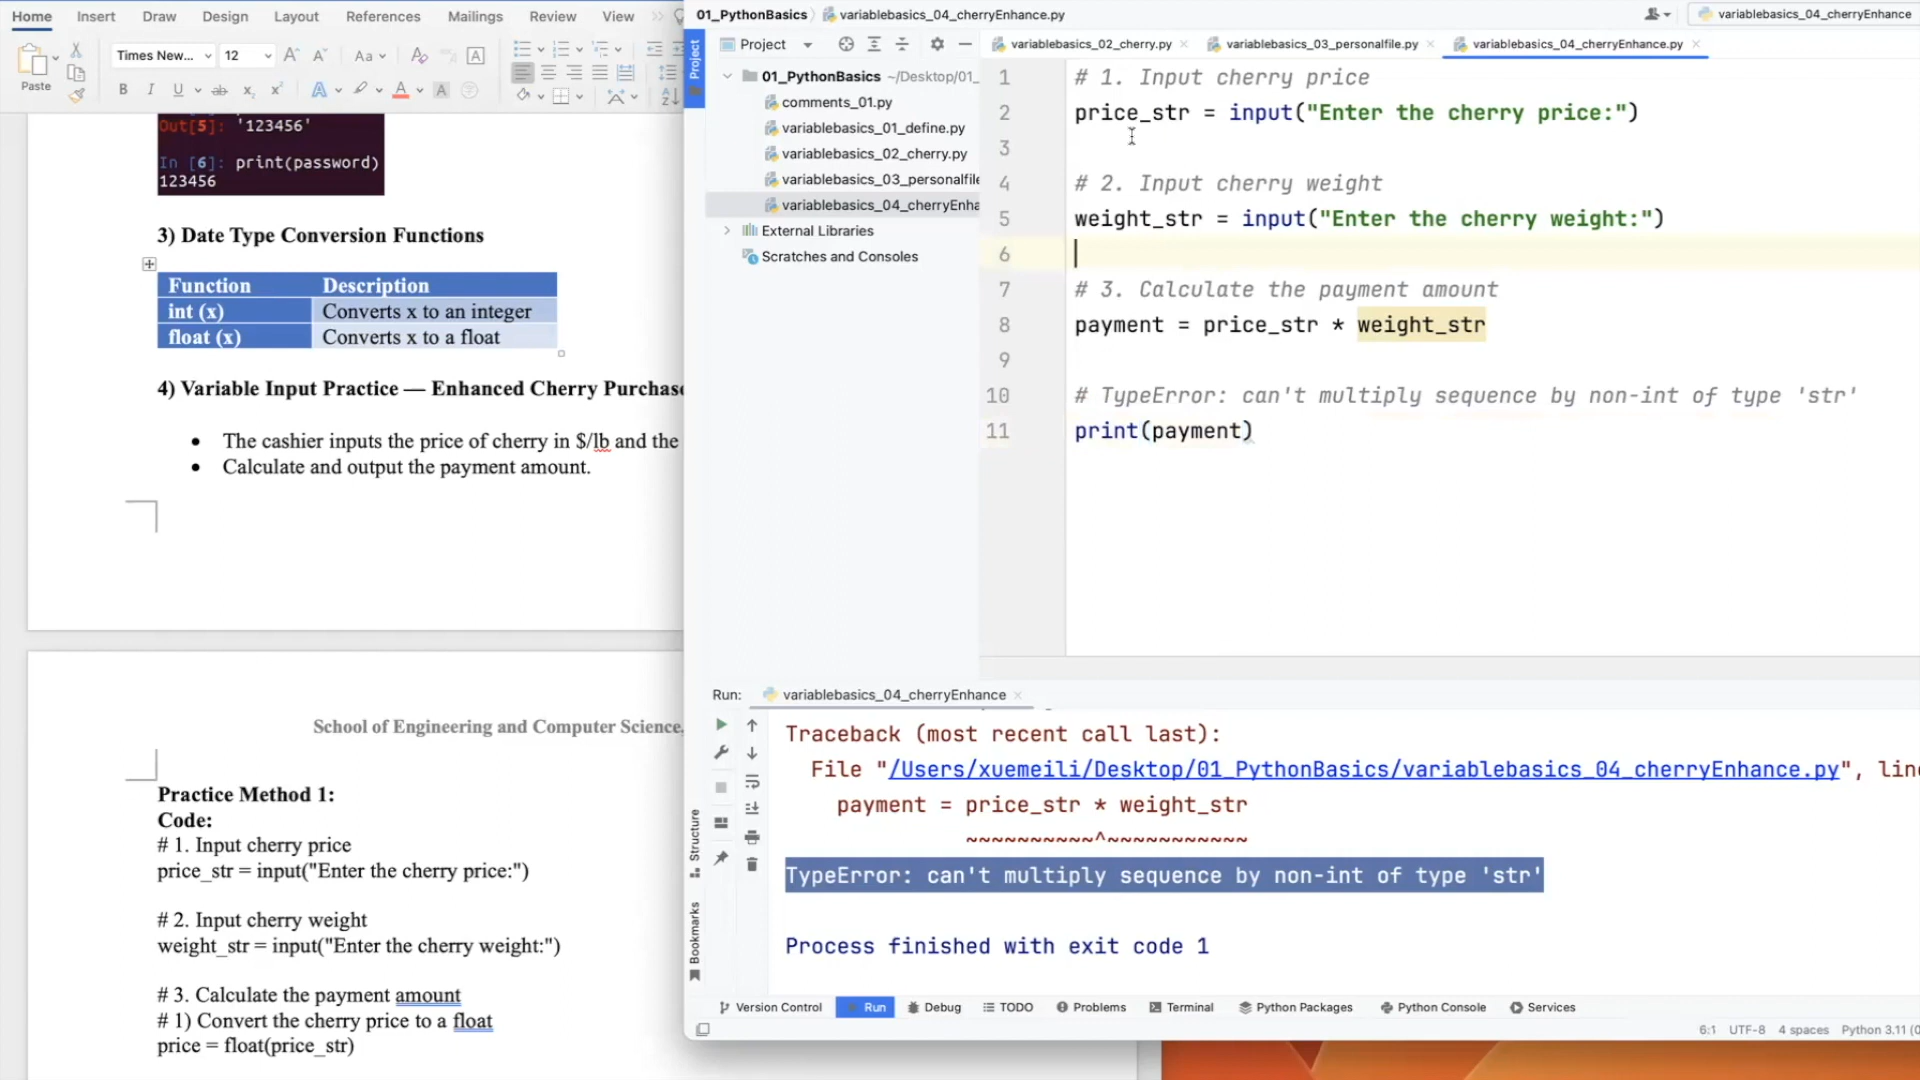 Home Insert Draw Design Layout References Mailings Review View
Paste
Times New... 12
Out[5]: '123456'
In [6]: print(password)
123456
3) Date Type Conversion Functions
Function Description
int (x) Converts x to an integer
float (x) Converts x to a float
4) Variable Input Practice — Enhanced Cherry Purchase
• The cashier inputs the price of cherry in $/lb and the
• Calculate and output the payment amount.
School of Engineering and Computer Science,
Practice Method 1:
Code:
# 1. Input cherry price
price_str = input("Enter the cherry price:")
# 2. Input cherry weight
weight_str = input("Enter the cherry weight:")
# 3. Calculate the payment amount
# 1) Convert the cherry price to a float
price = float(price_str)
01_PythonBasics variablebasics_04_cherryEnhance.py
variablebasics_04_cherryEnhance
Project
Project
variablebasics_02_cherry.py variablebasics_03_personalfile.py variablebasics_04_cherryEnhance.py
01_PythonBasics ~/Desktop/01_
comments_01.py
variablebasics_01_define.py
variablebasics_02_cherry.py
variablebasics_03_personalfile
variablebasics_04_cherryEnha
External Libraries
Scratches and Consoles
1 # 1. Input cherry price
2 price_str = input("Enter the cherry price:")
3
4 # 2. Input cherry weight
5 weight_str = input("Enter the cherry weight:")
6
7 # 3. Calculate the payment amount
8 payment = price_str * weight_str
9
10 # TypeError: can't multiply sequence by non-int of type 'str'
11 print(payment)
Run: variablebasics_04_cherryEnhance
Traceback (most recent call last):
File "/Users/xuemeili/Desktop/01_PythonBasics/variablebasics_04_cherryEnhance.py", line
payment = price_str * weight_str
~~~~~~~~~~^~~~~~~~~~~
TypeError: can't multiply sequence by non-int of type 'str'
Process finished with exit code 1
Structure
Bookmarks
Version Control Run Debug TODO Problems Terminal Python Packages Python Console Services
6:1 UTF-8 4 spaces Python 3.11 (0